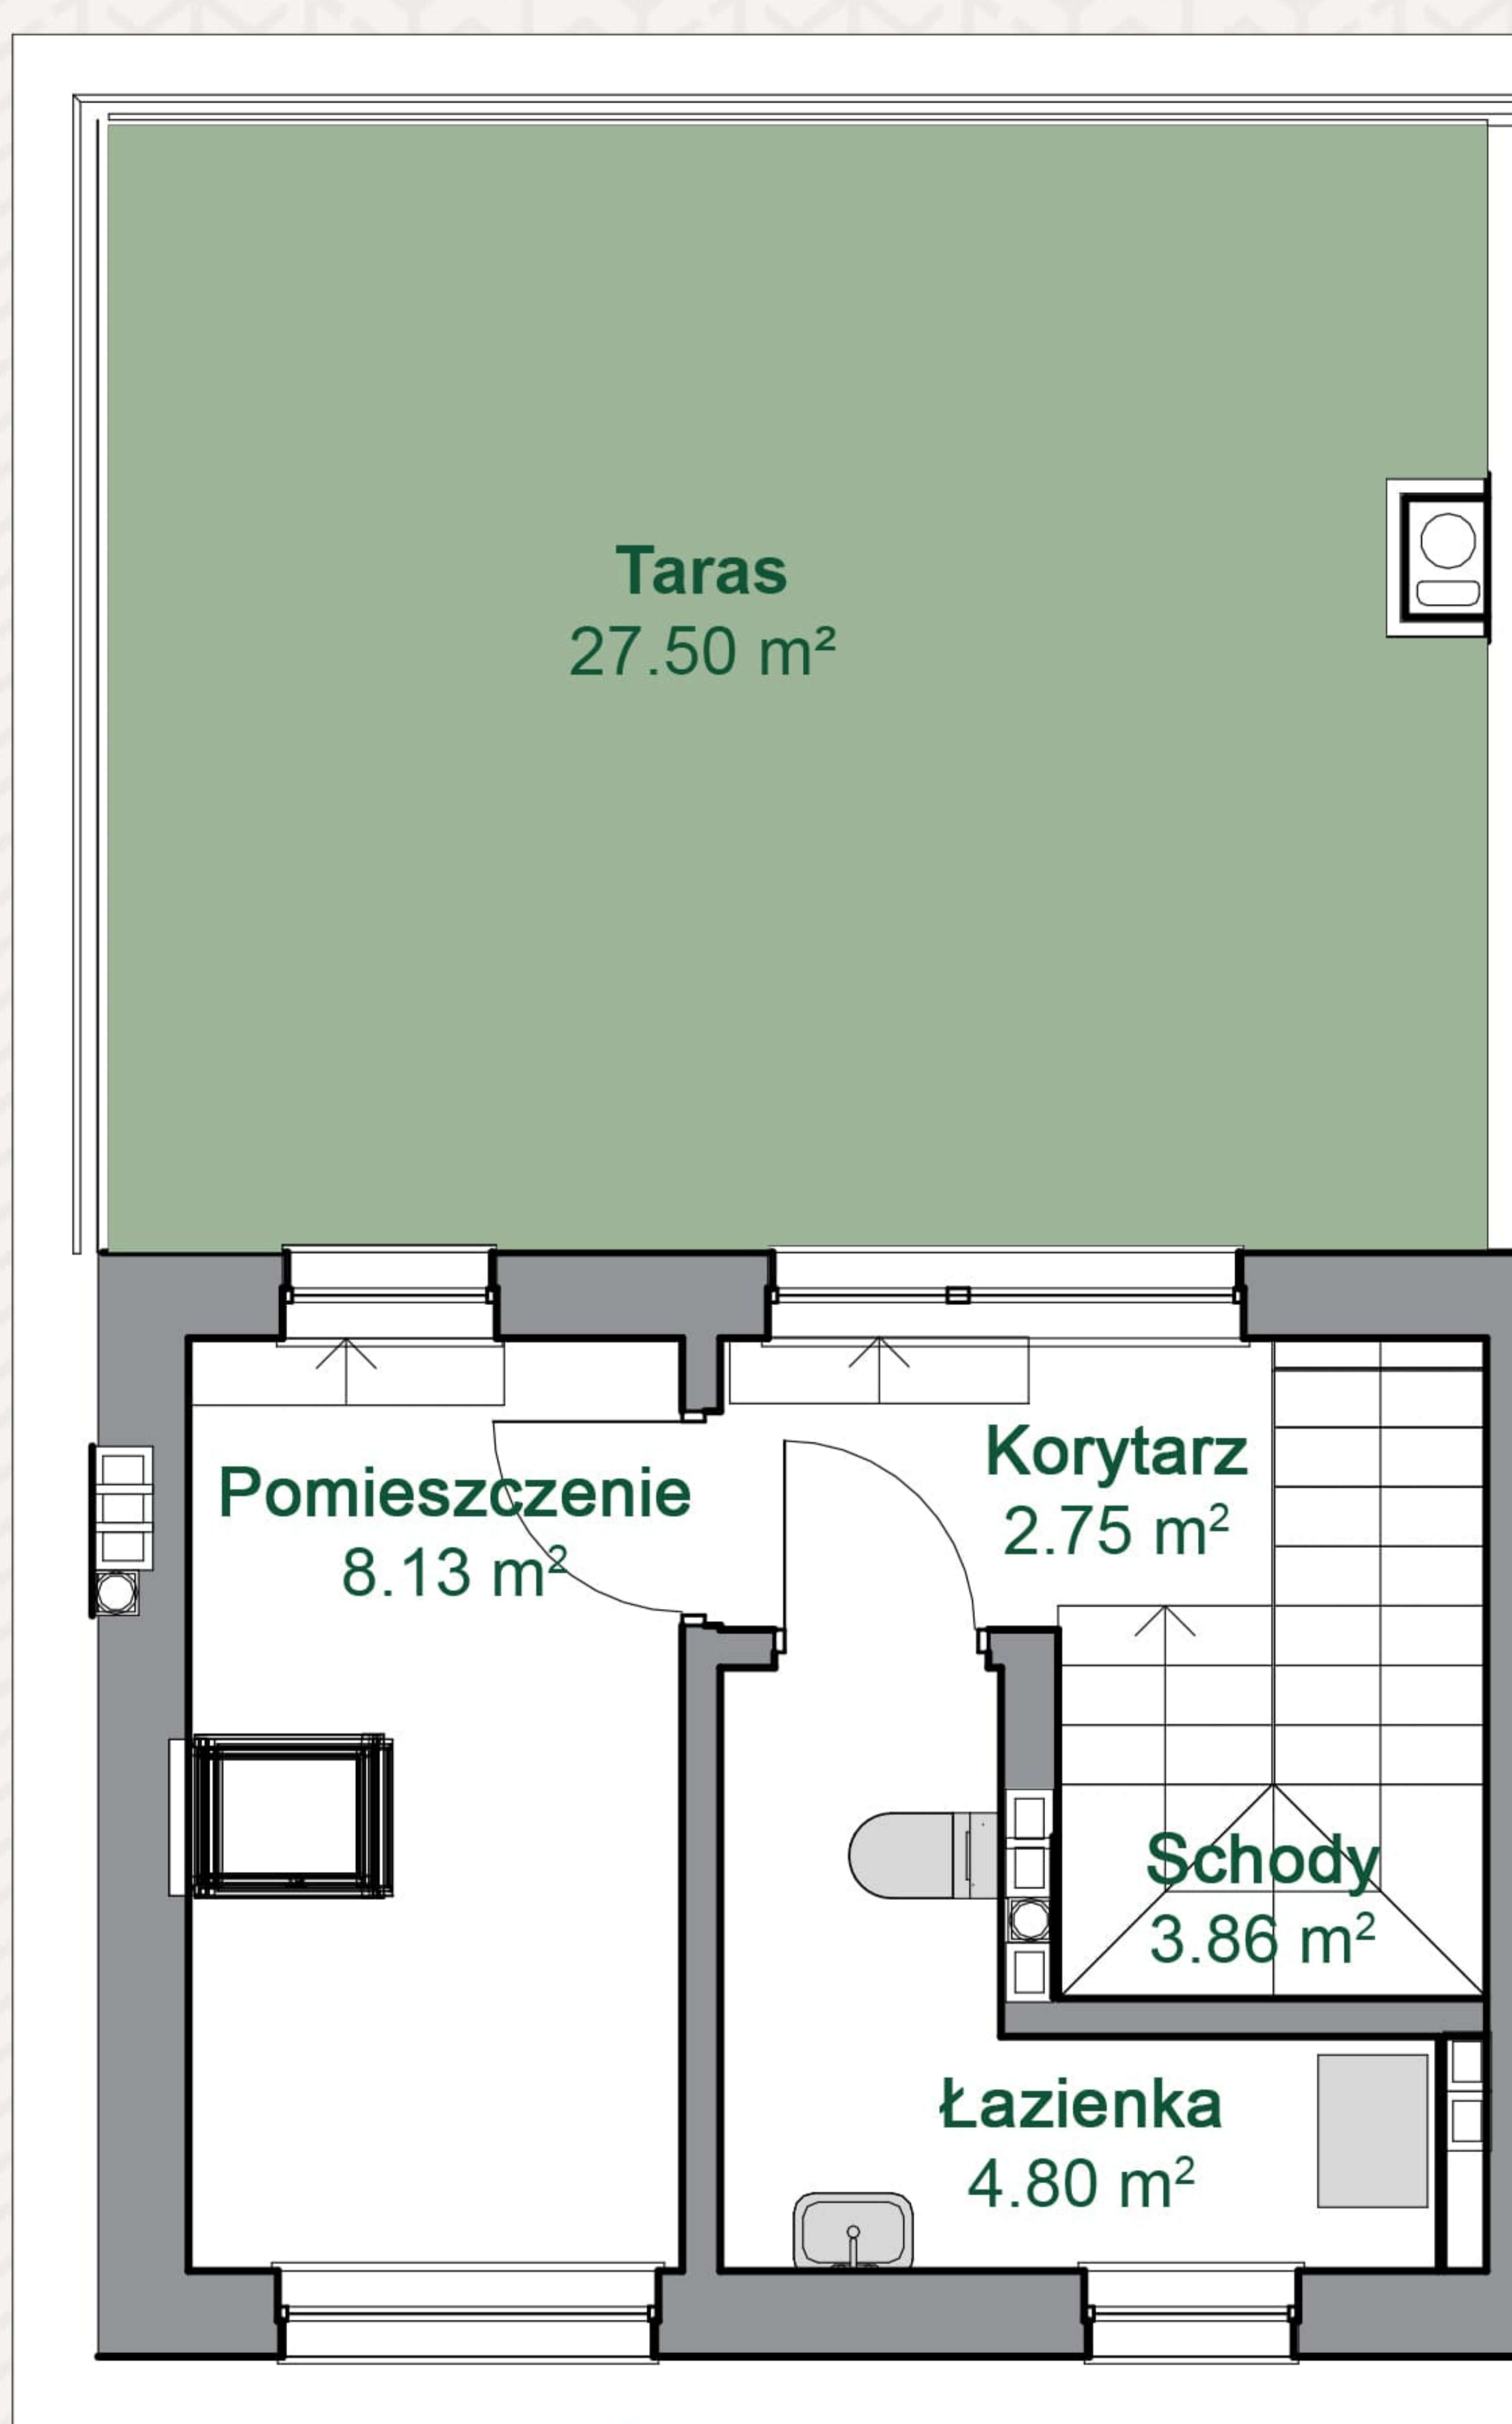 Taras
27.50 m²
Korytarz
2.75 m²
Pomieszczenie
8.13 m²
Schody
3.86 m²
Łazienka
4.80 m²